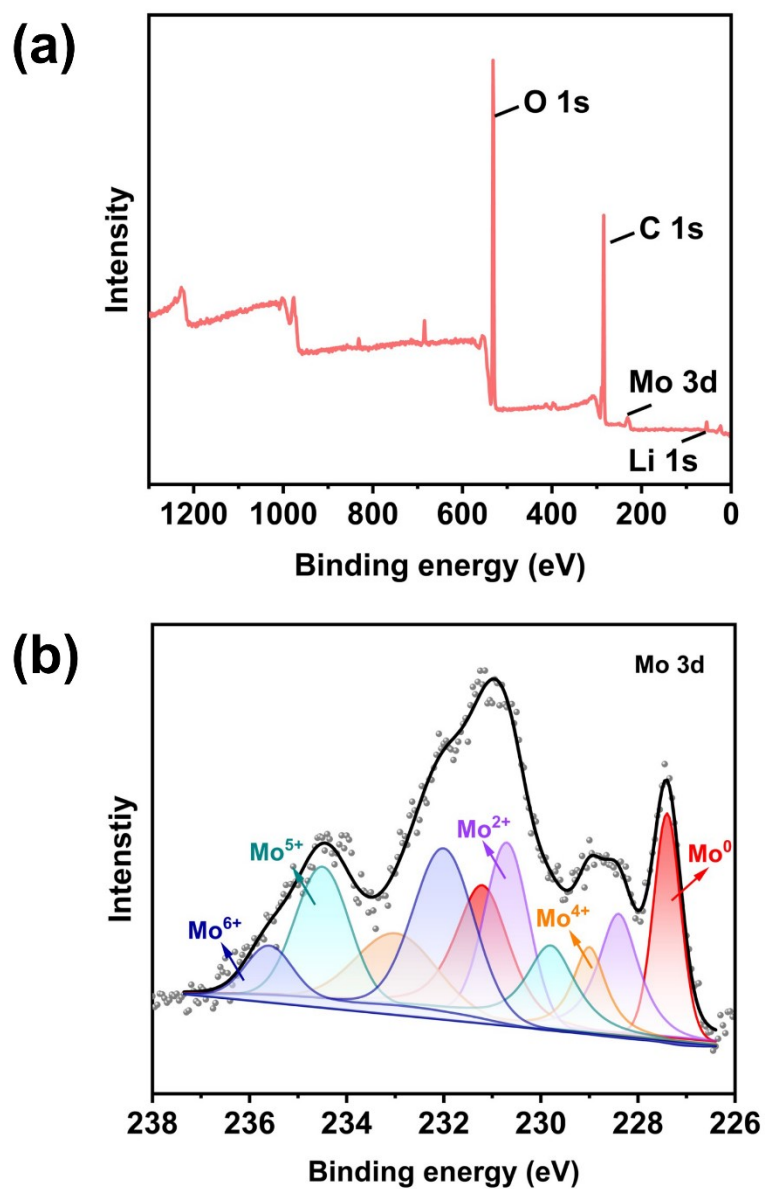 (a)
Intensity
O 1s
C 1s
Mo 3d
Li 1s
1200 1000 800 600 400 200 0
Binding energy (eV)
(b)
Intenstiy
Mo 3d
Mo⁶⁺
Mo⁵⁺
Mo²⁺
Mo⁴⁺
Mo⁰
238 236 234 232 230 228 226
Binding energy (eV)